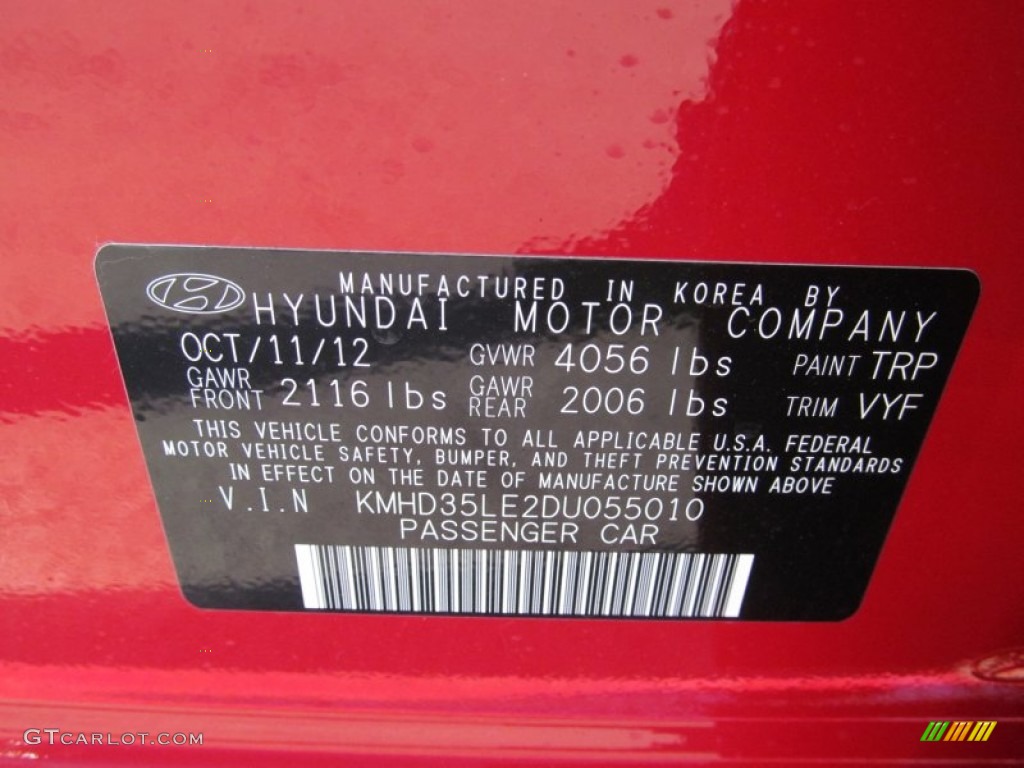 MANUFACTURED IN KOREA BY
HYUNDAI MOTOR COMPANY
OCT/11/12 GVWR 4056 lbs PAINT TRP
GAWR FRONT 2116 lbs GAWR REAR 2006 lbs TRIM VYF
THIS VEHICLE CONFORMS TO ALL APPLICABLE U.S.A. FEDERAL
MOTOR VEHICLE SAFETY, BUMPER, AND THEFT PREVENTION STANDARDS
IN EFFECT ON THE DATE OF MANUFACTURE SHOWN ABOVE
V.I.N KMHD35LE2DU055010
PASSENGER CAR
GTCARLOT.COM